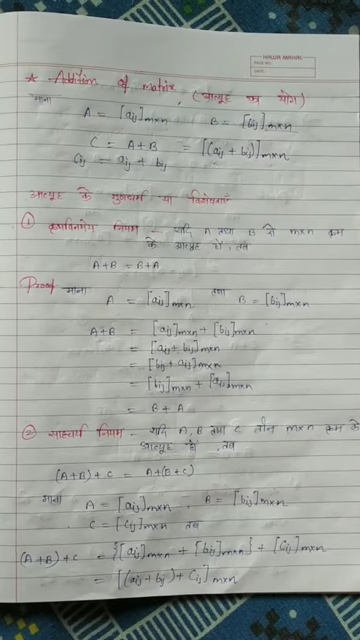 * Addition of matrix, (आव्यूह का योग)
माना A = [aij]m×n B = [bij]m×n
C = A+B = [(aij + bij)]m×n
Cij = aij + bij
आव्यूह के गुणधर्म या विशेषताएँ
① क्रमविनिमेय नियम – यदि A तथा B दो m×n क्रम
के आव्यूह हो, तब
A+B = B+A
Proof माना A = [aij]m×n तथा B = [bij]m×n
A+B = [aij]m×n + [bij]m×n
= [aij + bij]m×n
= [bij + aij]m×n
= [bij]m×n + [aij]m×n
= B + A
② साहचर्य नियम – यदि A, B तथा C तीन m×n क्रम के
आव्यूह हो, तब
(A+B)+C = A+(B+C)
माना A = [aij]m×n, B = [bij]m×n
C = [Cij]m×n तब
(A+B)+C = {[aij]m×n + [bij]m×n} + [Cij]m×n
= [(aij + bij) + Cij]m×n